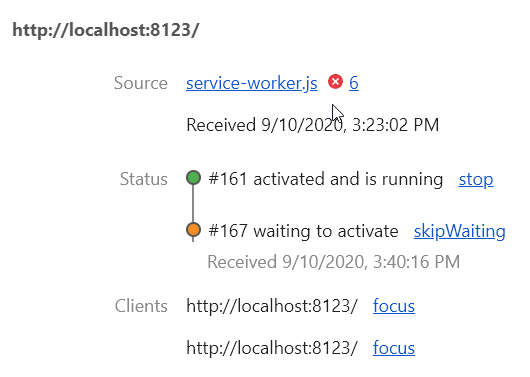 http://localhost:8123/
Source service-worker.js 6
Received 9/10/2020, 3:23:02 PM
Status #161 activated and is running stop
#167 waiting to activate skipWaiting
Received 9/10/2020, 3:40:16 PM
Clients http://localhost:8123/ focus
http://localhost:8123/ focus